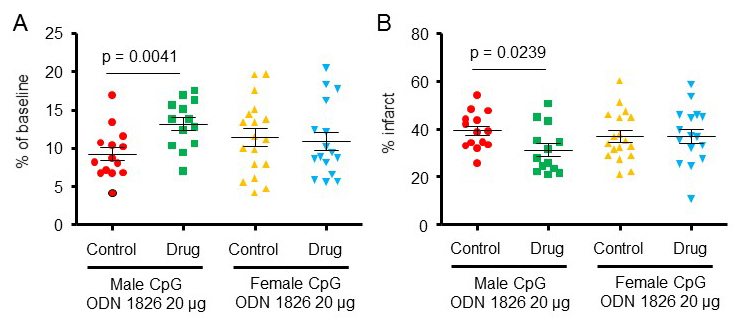 A
25
20
15
10
5
0
% of baseline
p = 0.0041
Control
Drug
Control
Drug
Male CpG
ODN 1826 20 µg
Female CpG
ODN 1826 20 µg
B
80
60
40
20
0
% infarct
p = 0.0239
Control
Drug
Control
Drug
Male CpG
ODN 1826 20 µg
Female CpG
ODN 1826 20 µg